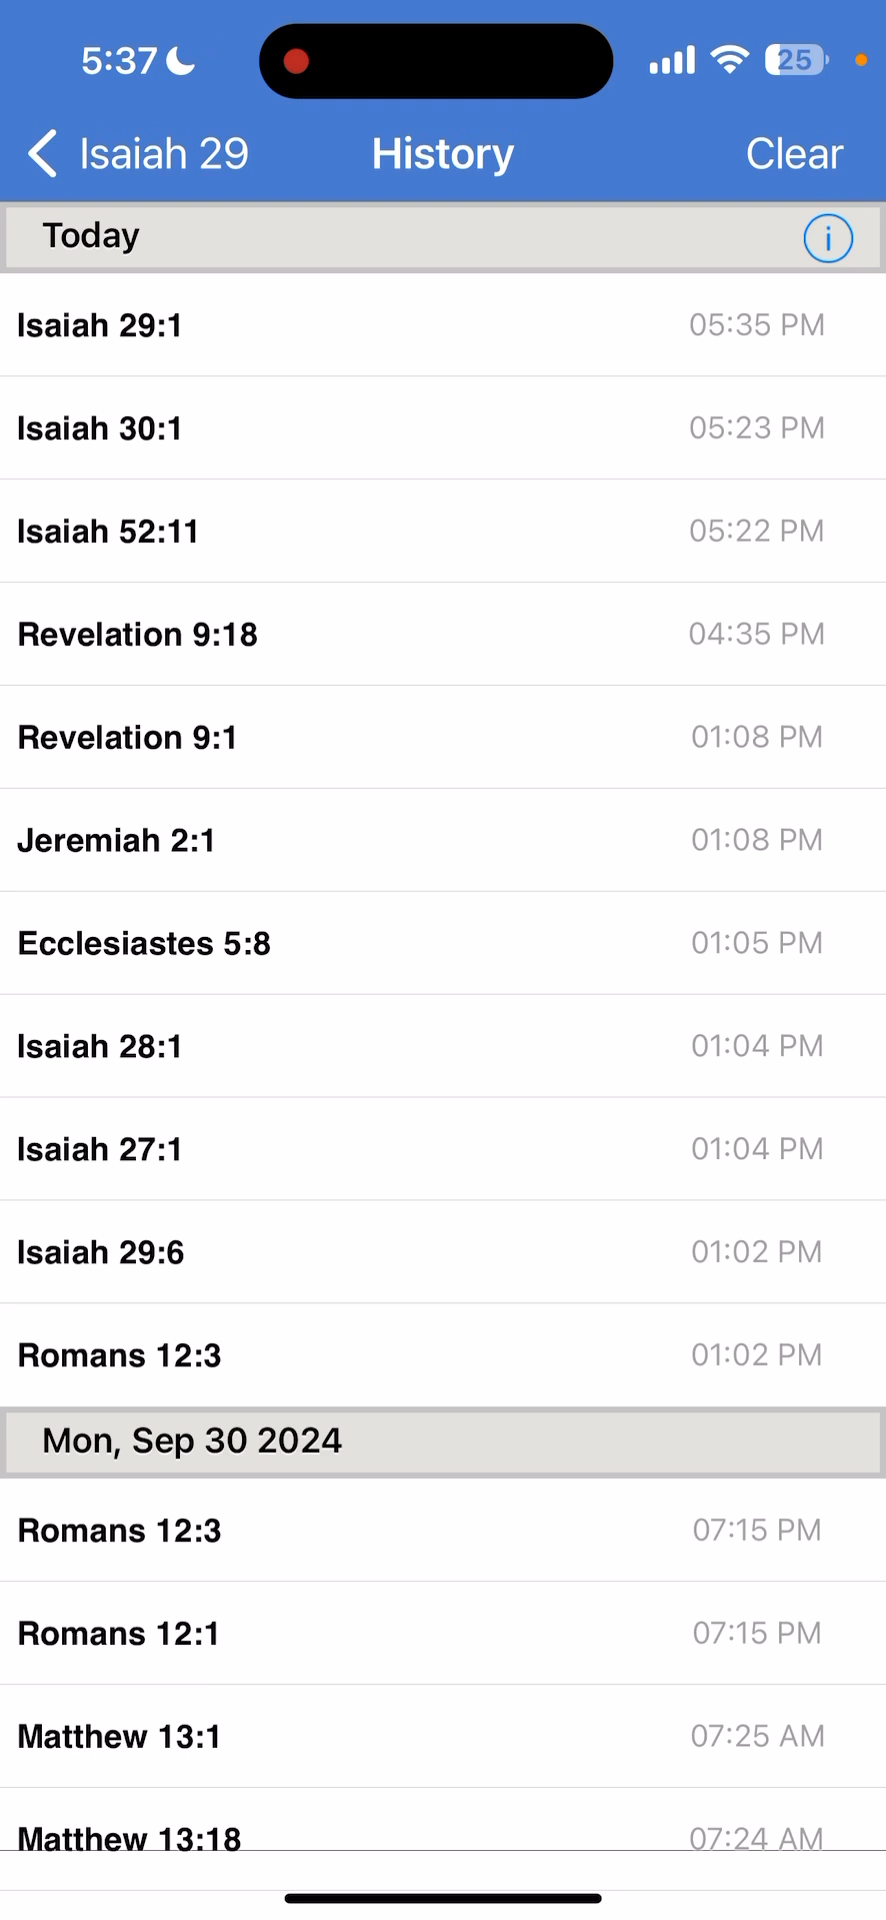 5:37
25
Isaiah 29 History Clear
Today
Isaiah 29:1 05:35 PM
Isaiah 30:1 05:23 PM
Isaiah 52:11 05:22 PM
Revelation 9:18 04:35 PM
Revelation 9:1 01:08 PM
Jeremiah 2:1 01:08 PM
Ecclesiastes 5:8 01:05 PM
Isaiah 28:1 01:04 PM
Isaiah 27:1 01:04 PM
Isaiah 29:6 01:02 PM
Romans 12:3 01:02 PM
Mon, Sep 30 2024
Romans 12:3 07:15 PM
Romans 12:1 07:15 PM
Matthew 13:1 07:25 AM
Matthew 13:18 07:24 AM